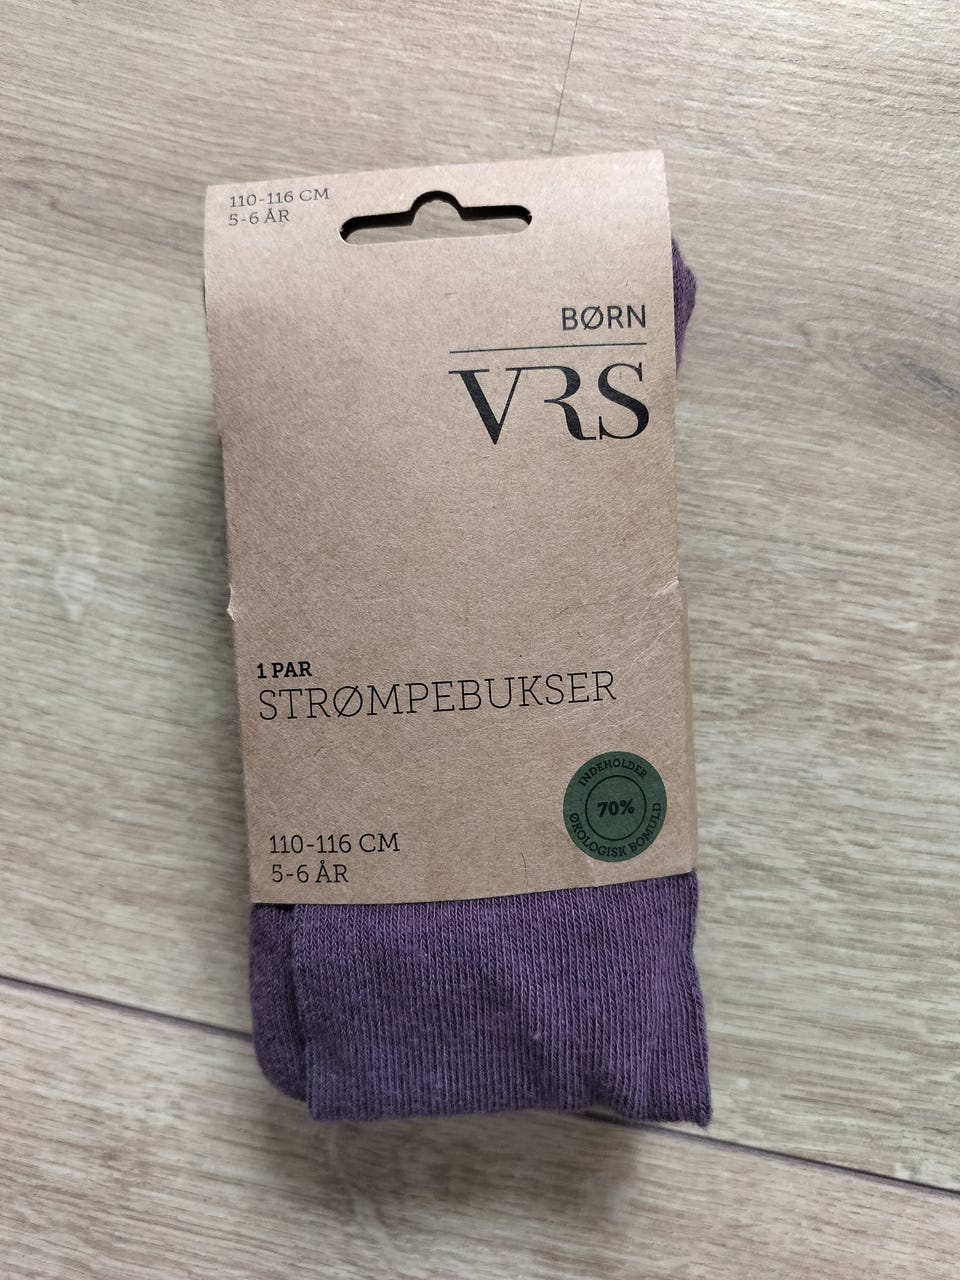 110-116 CM
5-6 ÅR
BØRN
VRS
1 PAR
STRØMPEBUKSER
INDEHOLDER
70%
ØKOLOGISK BOMULD
110-116 CM
5-6 ÅR